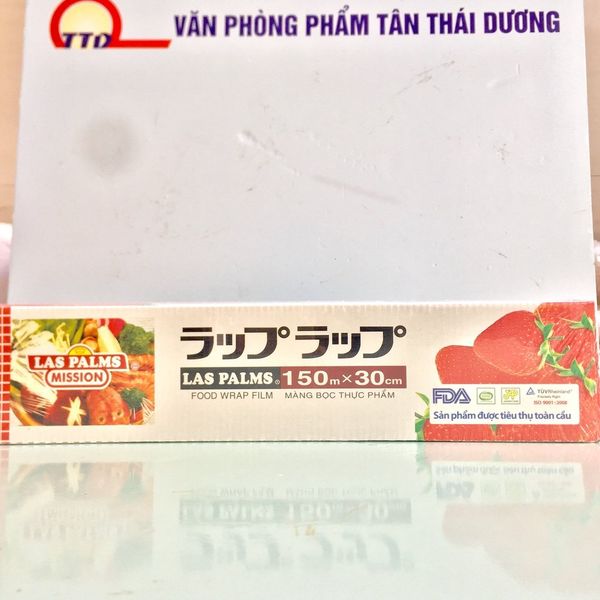 TTD
VĂN PHÒNG PHẨM TÂN THÁI DƯƠNG
LAS PALMS
MISSION
ラップラップ
LAS PALMS® 150m×30cm
FOOD WRAP FILM MÀNG BỌC THỰC PHẨM
FDA
TÜVRheinland®
ISO 9001:2008
Sản phẩm được tiêu thụ toàn cầu